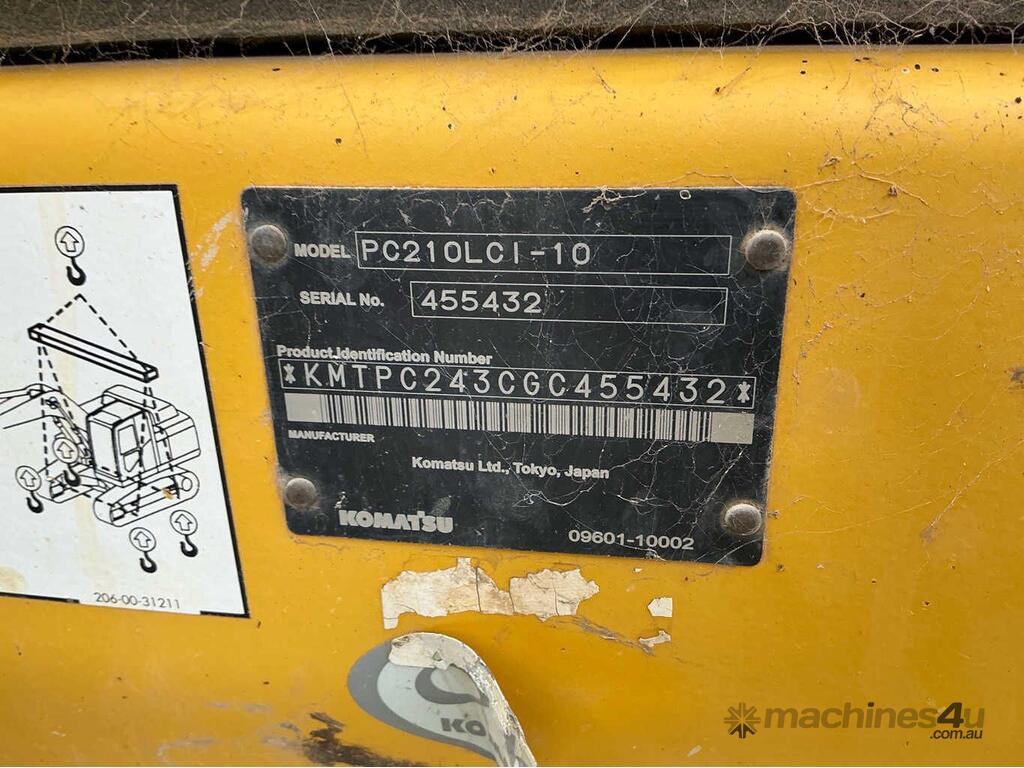 MODEL PC210LCI-10
SERIAL No. 455432
Product Identification Number
*KMTPC243CGC455432*
MANUFACTURER
Komatsu Ltd., Tokyo, Japan
KOMATSU
09601-10002
206-00-31211
KO
machines4u
.com.au